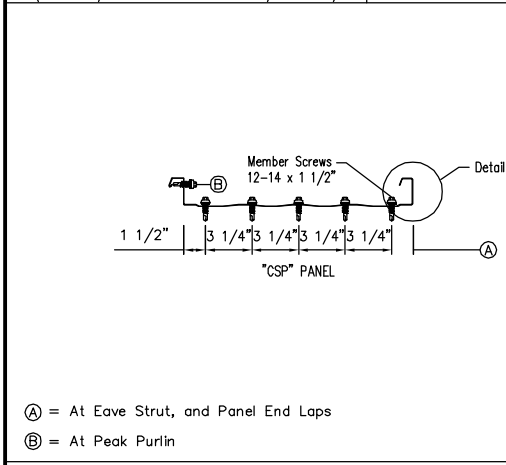 Member Screws
12-14 x 1 1/2"
Detail
B
1 1/2" 3 1/4" 3 1/4" 3 1/4" 3 1/4"
A
"CSP" PANEL
A = At Eave Strut, and Panel End Laps
B = At Peak Purlin